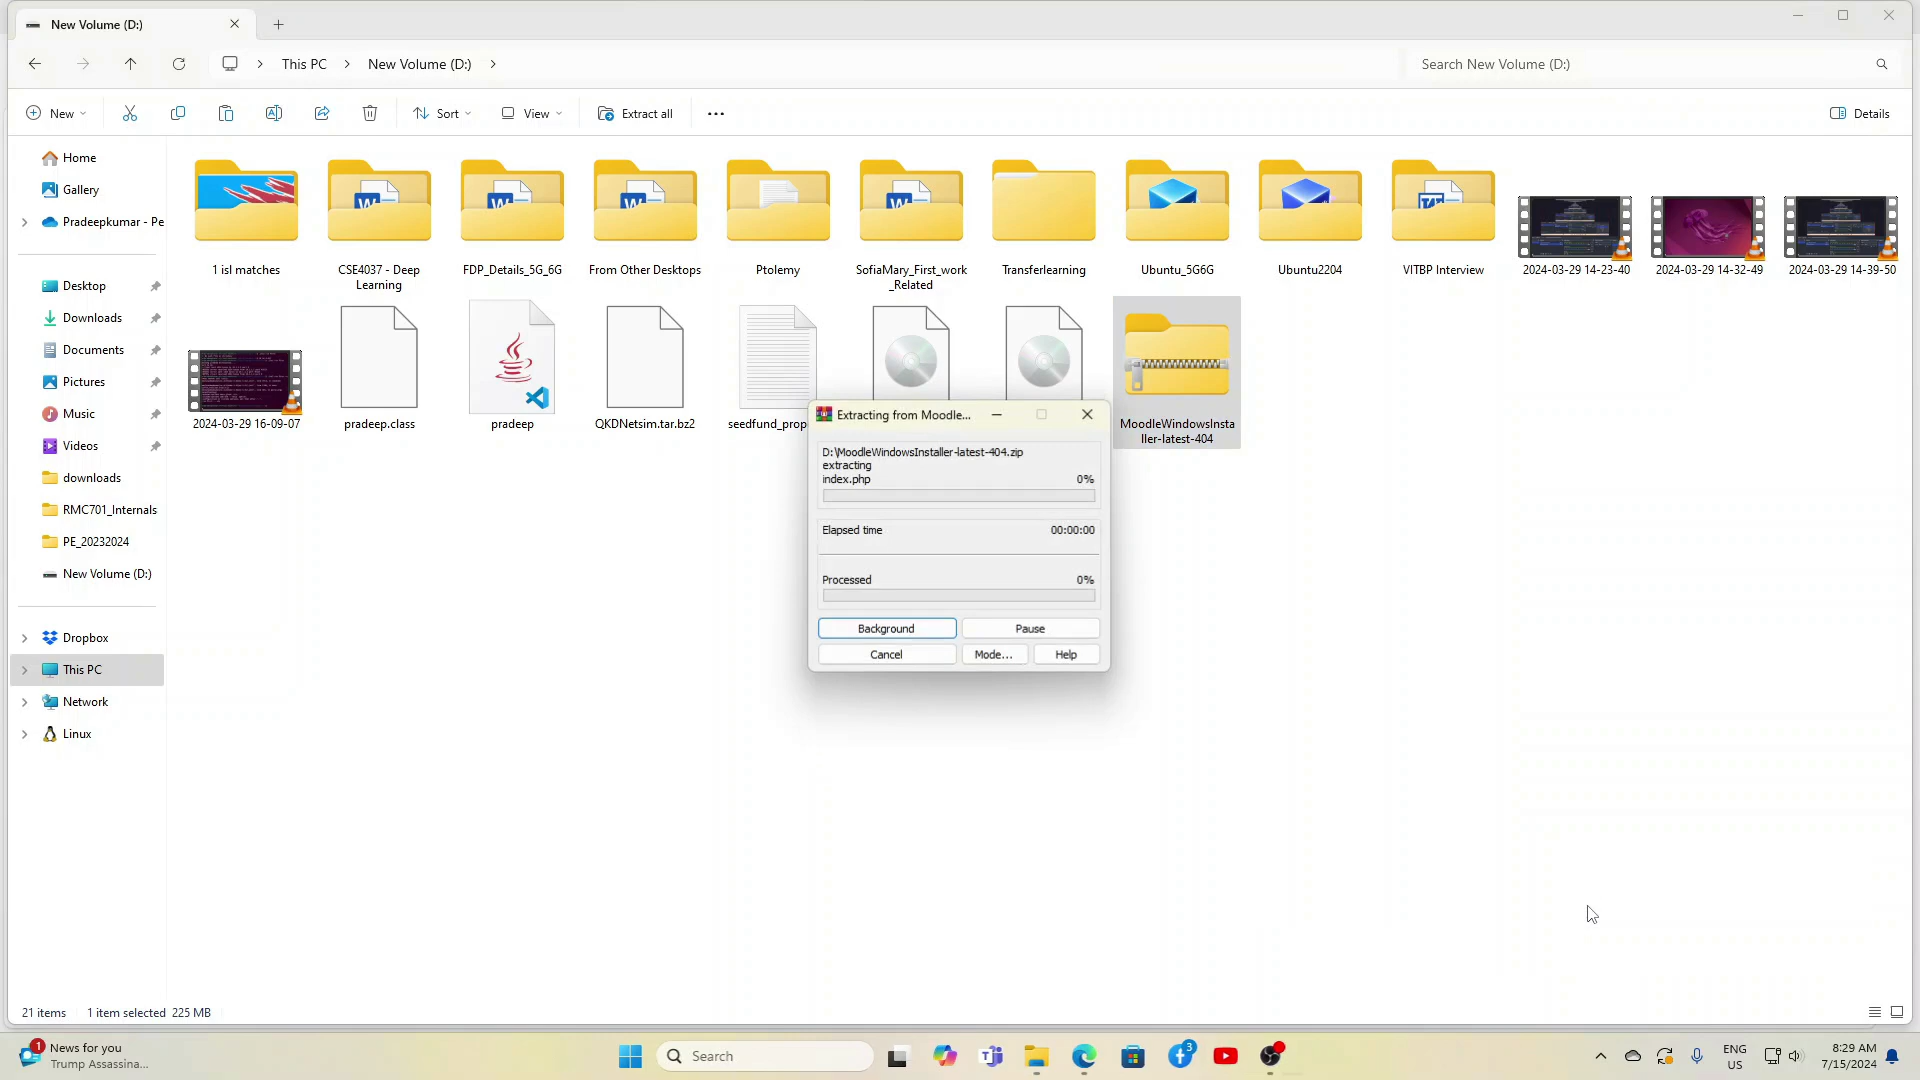 New Volume (D:)
This PC
New Volume (D:)
Search New Volume (D:)
New
Sort
View
Extract all
Details
Home
Gallery
Pradeepkumar - Pe
Desktop
Downloads
Documents
Pictures
Music
Videos
downloads
RMC701_Internals
PE_20232024
New Volume (D:)
Dropbox
This PC
Network
Linux
1 isl matches
CSE4037 - Deep
Learning
FDP_Details_5G_6G
From Other Desktops
Ptolemy
SofiaMary_First_work
_Related
Transferlearning
Ubuntu_5G6G
Ubuntu2204
VITBP Interview
2024-03-29 14-23-40
2024-03-29 14-32-49
2024-03-29 14-39-50
2024-03-29 16-09-07
pradeep.class
pradeep
QKDNetsim.tar.bz2
seedfund_prop
MoodleWindowsInsta
ller-latest-404
Extracting from Moodle...
D:\MoodleWindowsInstaller-latest-404.zip
extracting
index.php 0%
Elapsed time 00:00:00
Processed 0%
Background
Pause
Cancel
Mode...
Help
21 items 1 item selected 225 MB
1
News for you
Trump Assassina...
Search
3
ENG
US
8:29 AM
7/15/2024